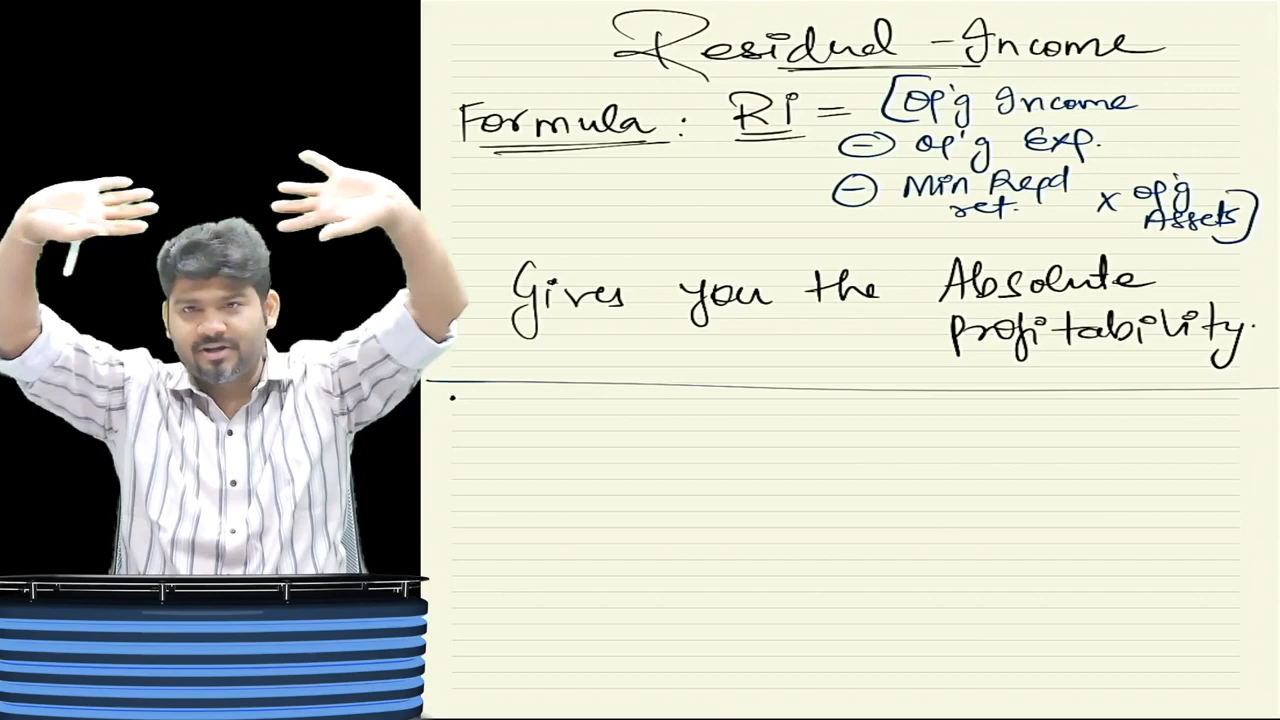 Residual - Income
Formula: RI = [Op'g Income
⊖ Op'g Exp.
⊖ Min Reqd ret. x Op'g Assets]
Gives you the Absolute
Profitability.